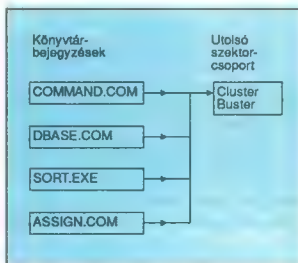 Könyvtár-
bejegyzések
Utolsó
szektor-
csoport
COMMAND.COM
Cluster
Buster
DBASE.COM
SORT.EXE
ASSIGN.COM